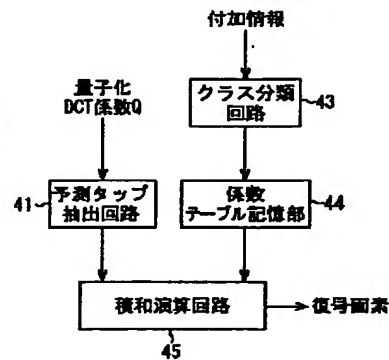 付加情報
量子化
DCT係数Q
クラス分類
回路
43
41
予測タップ
抽出回路
係数
テーブル記憶部
44
積和演算回路
復号画素
45